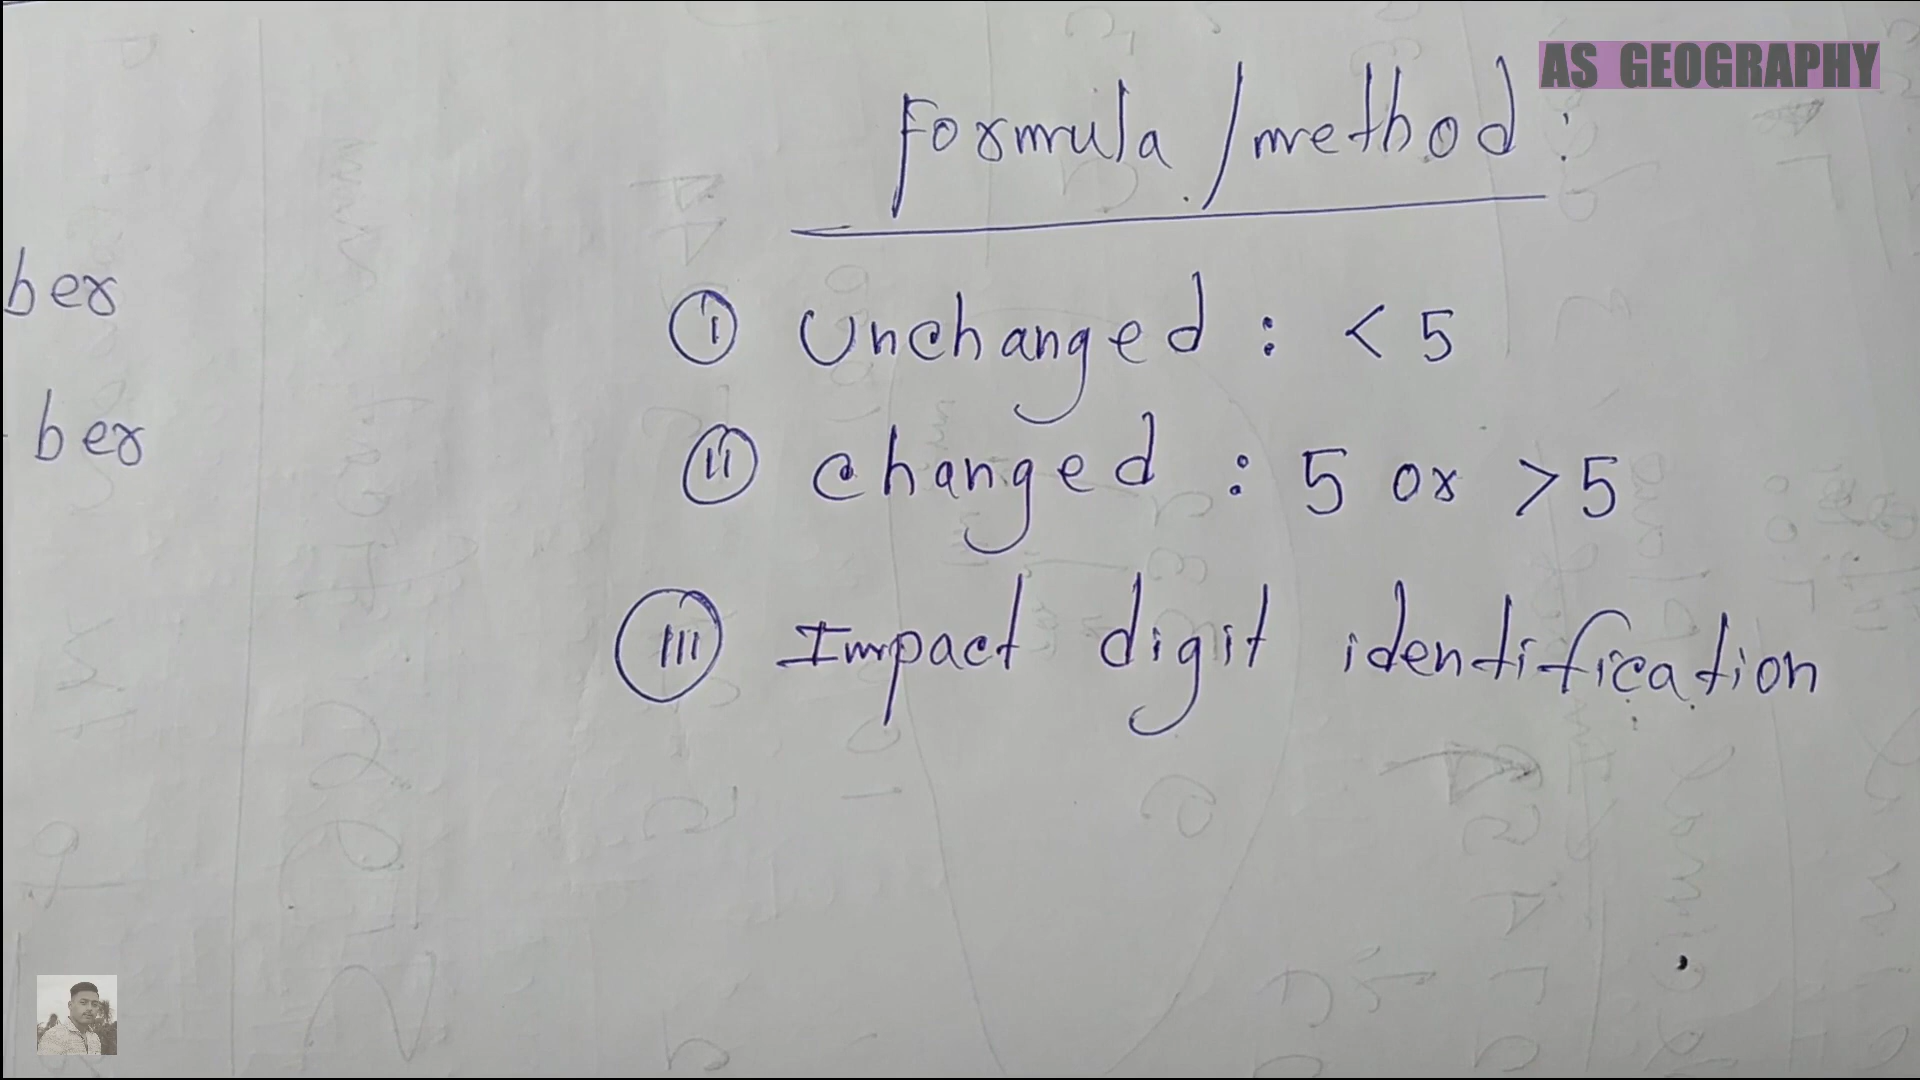 AS GEOGRAPHY
Formula / method :
ber
ber
(i) Unchanged : < 5
(ii) changed : 5 or > 5
(iii) Impact digit identification